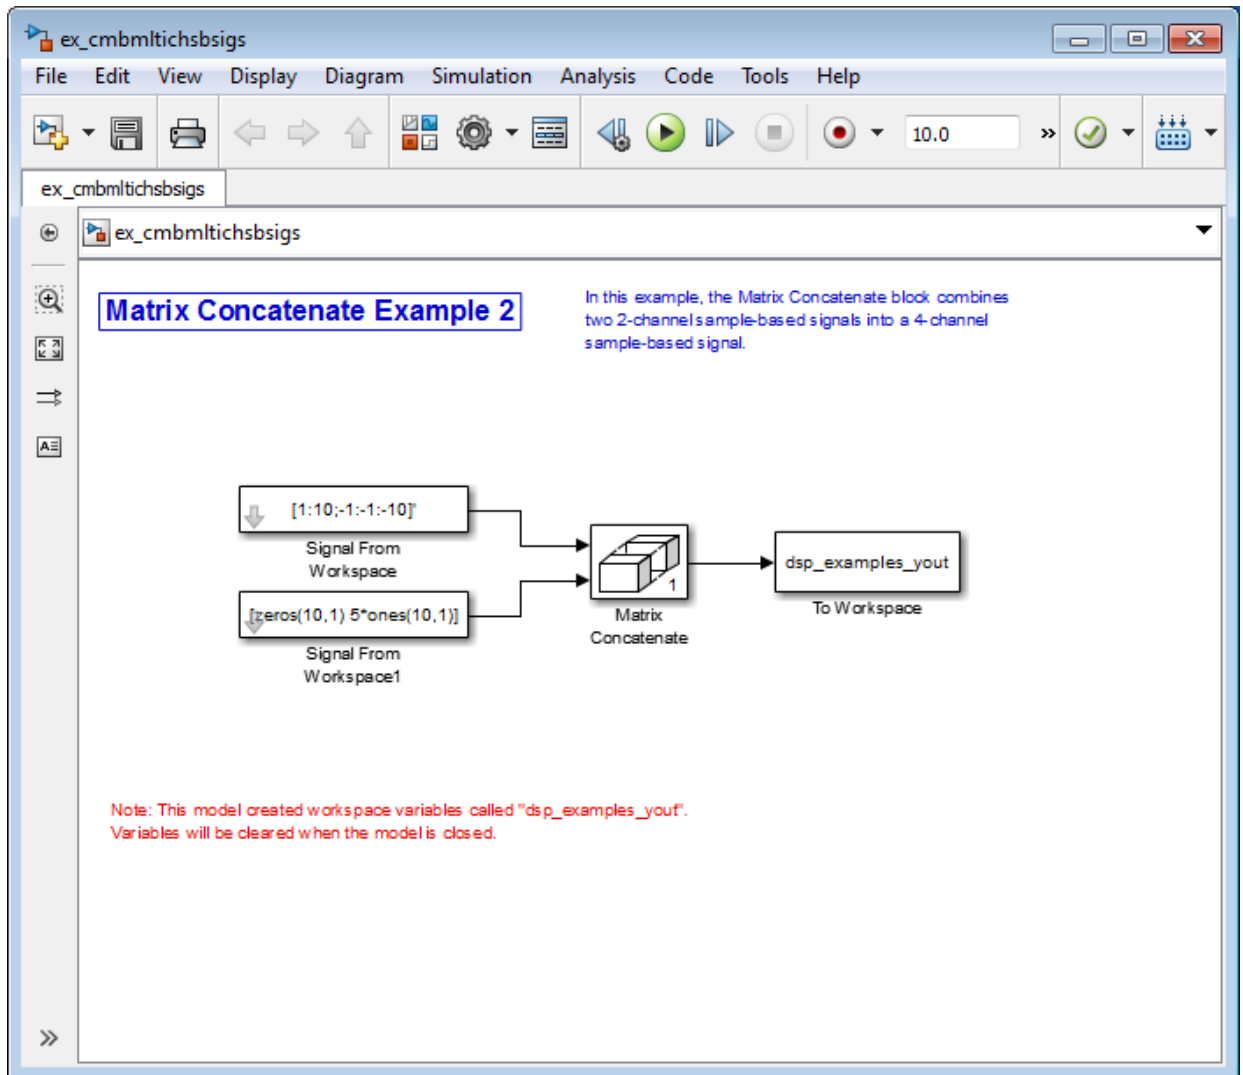 ex_cmbmltichsbsigs
File Edit View Display Diagram Simulation Analysis Code Tools Help
10.0
ex_cmbmltichsbsigs
ex_cmbmltichsbsigs
Matrix Concatenate Example 2
In this example, the Matrix Concatenate block combines
two 2-channel sample-based signals into a 4-channel
sample-based signal.
[1:10;-1:-1:-10]'
Signal From
Workspace
[zeros(10,1) 5*ones(10,1)]
Signal From
Workspace1
1
Matrix
Concatenate
dsp_examples_yout
To Workspace
Note: This model created workspace variables called "dsp_examples_yout".
Variables will be cleared when the model is closed.